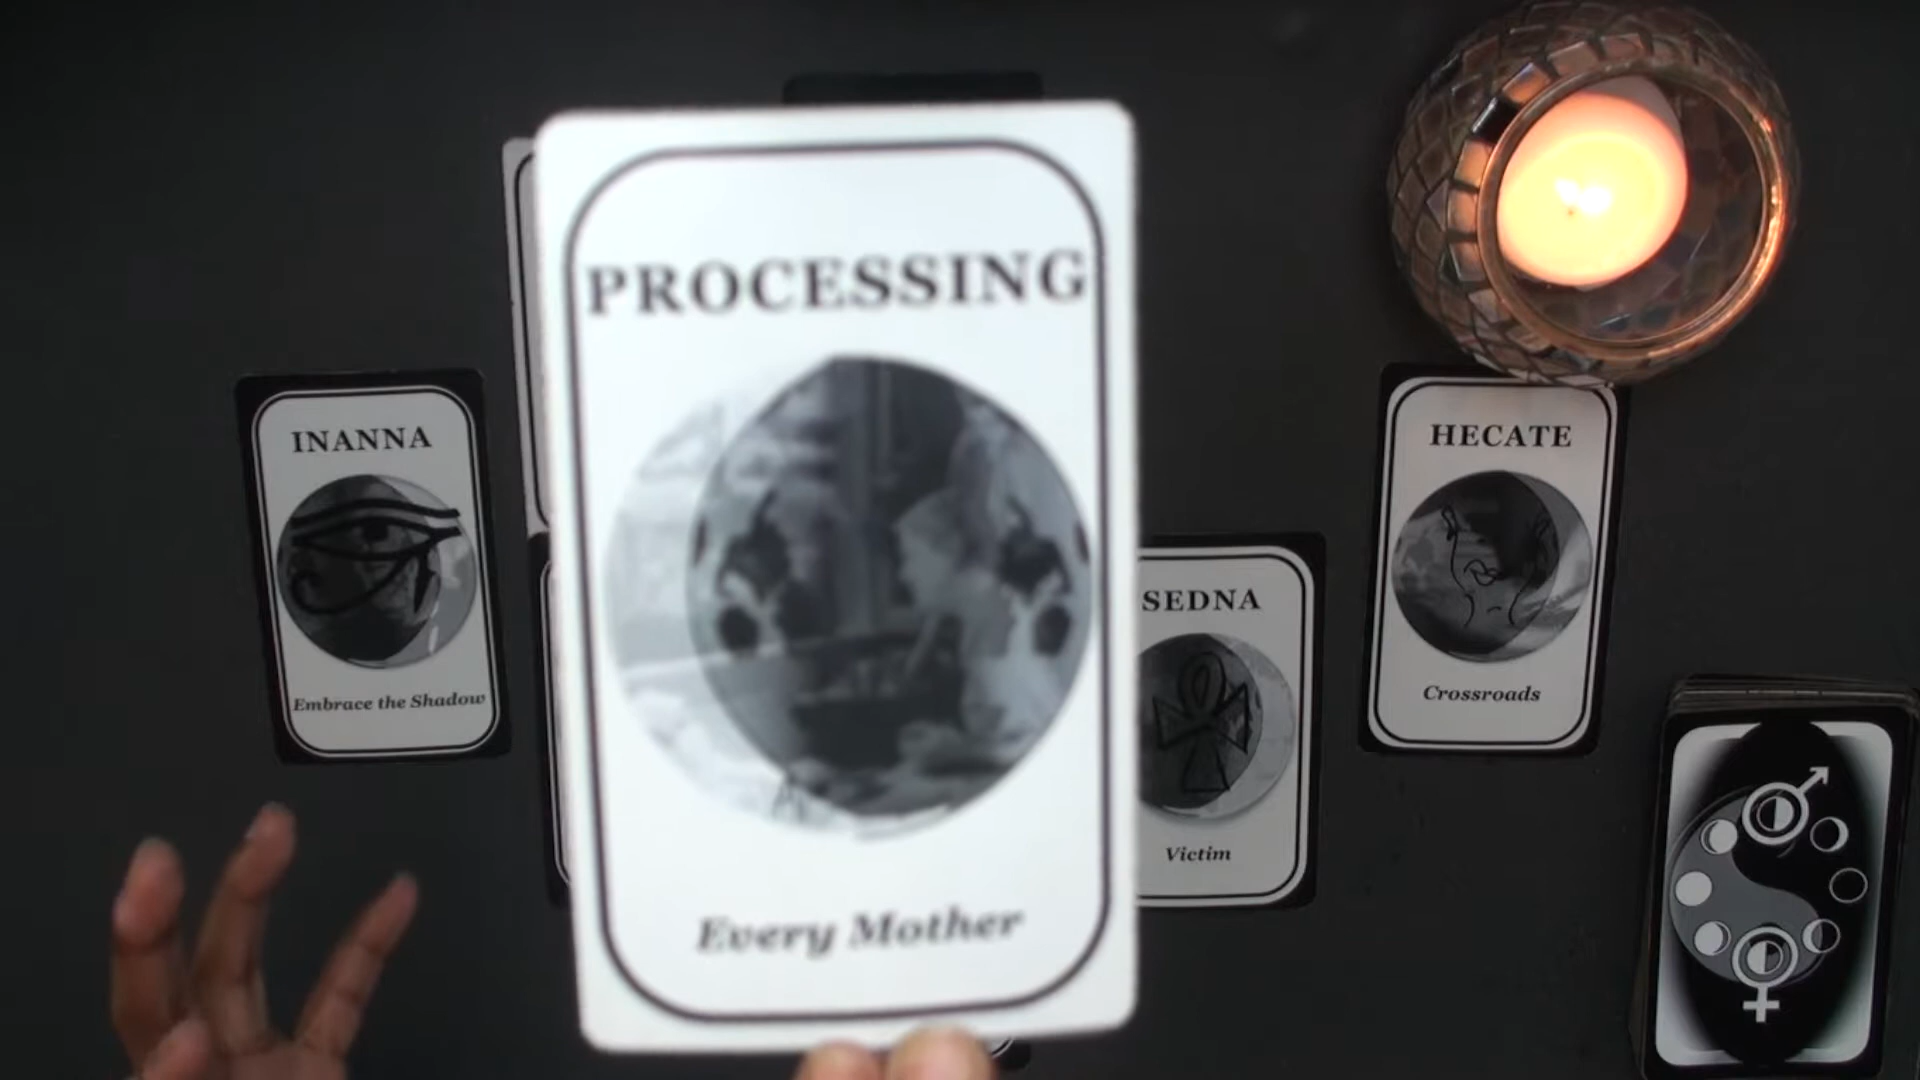 PROCESSING
Every Mother
INANNA
Embrace the Shadow
SEDNA
Victim
HECATE
Crossroads